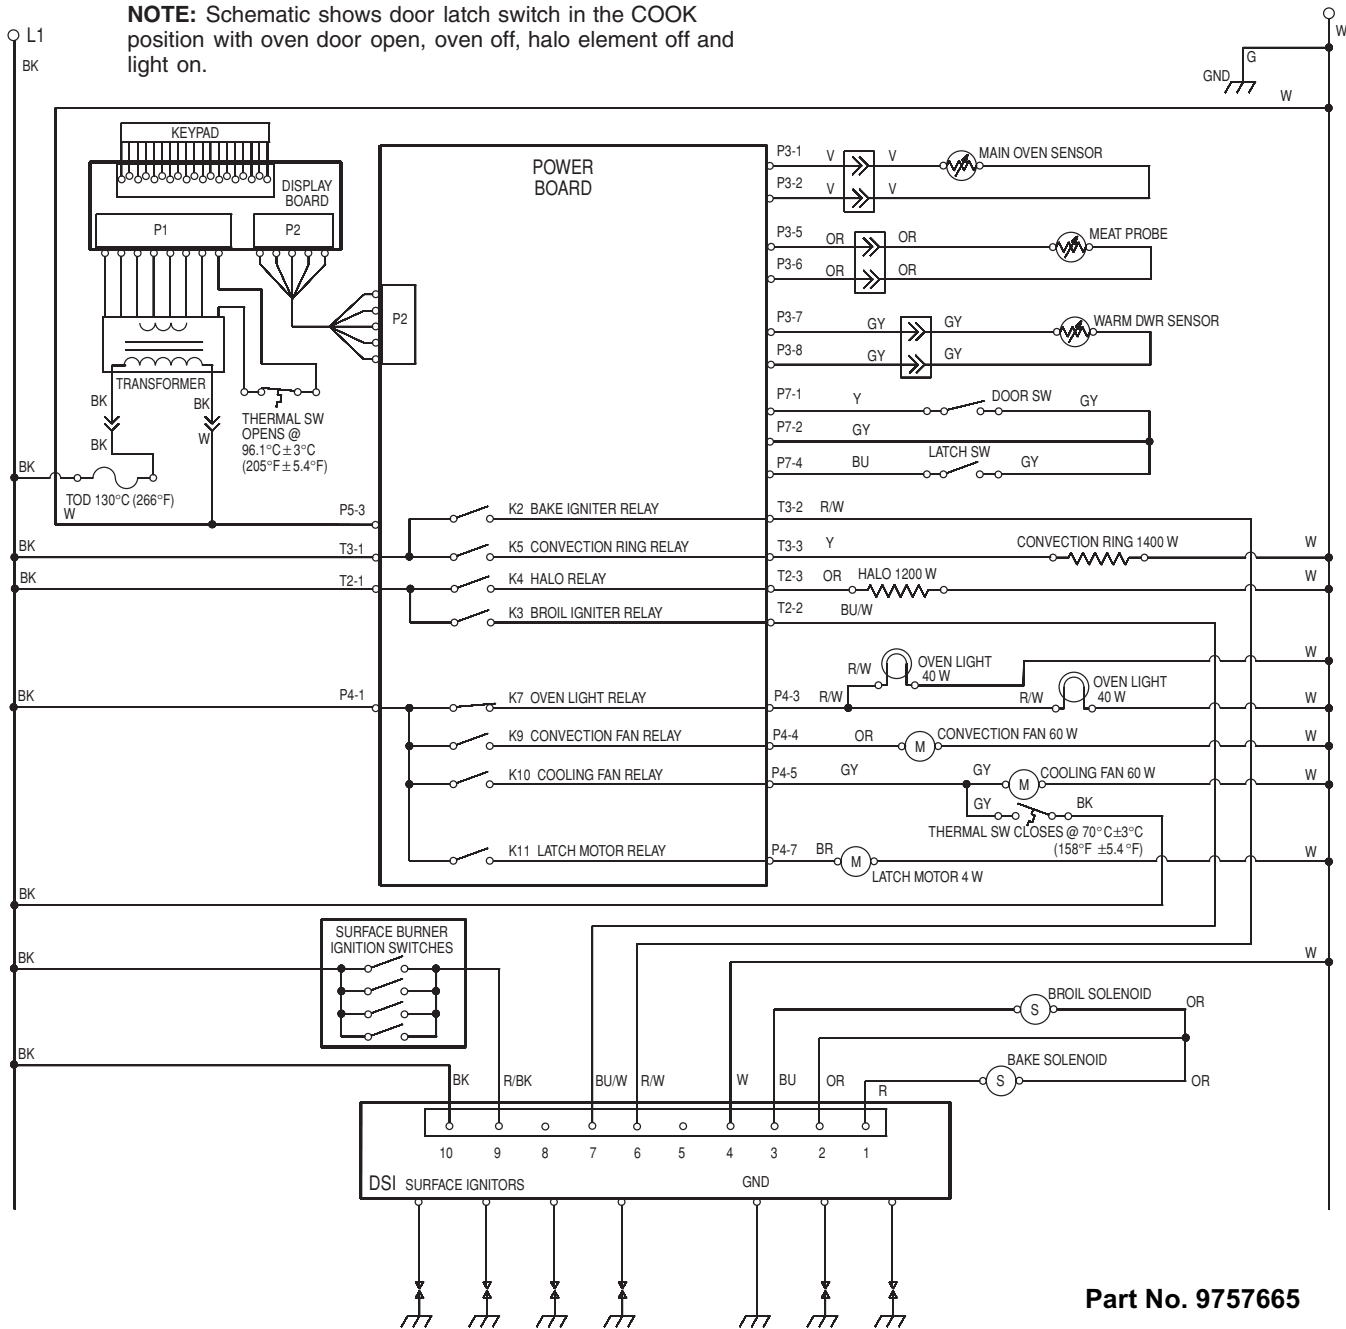 NOTE: Schematic shows door latch switch in the COOK
position with oven door open, oven off, halo element off and
light on.
L1
BK
W
G
GND
W
KEYPAD
DISPLAY
BOARD
P1
P2
POWER
BOARD
P2
TRANSFORMER
BK
BK
BK
W
THERMAL SW
OPENS @
96.1°C±3°C
(205°F±5.4°F)
BK
TOD 130°C (266°F)
W
P3-1
V
V
MAIN OVEN SENSOR
P3-2
V
V
P3-5
OR
OR
MEAT PROBE
P3-6
OR
OR
P3-7
GY
GY
WARM DWR SENSOR
P3-8
GY
GY
P7-1
Y
DOOR SW
GY
P7-2
GY
P7-4
BU
LATCH SW
GY
P5-3
K2 BAKE IGNITER RELAY
T3-2
R/W
BK
T3-1
K5 CONVECTION RING RELAY
T3-3
Y
CONVECTION RING 1400 W
W
BK
T2-1
K4 HALO RELAY
T2-3
OR
HALO 1200 W
W
K3 BROIL IGNITER RELAY
T2-2
BU/W
R/W
OVEN LIGHT
40 W
W
BK
P4-1
K7 OVEN LIGHT RELAY
P4-3
R/W
R/W
OVEN LIGHT
40 W
W
K9 CONVECTION FAN RELAY
P4-4
OR
M
CONVECTION FAN 60 W
W
K10 COOLING FAN RELAY
P4-5
GY
GY
M
COOLING FAN 60 W
W
GY
BK
THERMAL SW CLOSES @ 70°C±3°C
(158°F ±5.4°F)
K11 LATCH MOTOR RELAY
P4-7
BR
M
LATCH MOTOR 4 W
W
BK
SURFACE BURNER
IGNITION SWITCHES
BK
W
BROIL SOLENOID
S
OR
BAKE SOLENOID
S
OR
BK
BK
R/BK
BU/W
R/W
W
BU
OR
R
10 9 8 7 6 5 4 3 2 1
DSI SURFACE IGNITORS
GND
Part No. 9757665